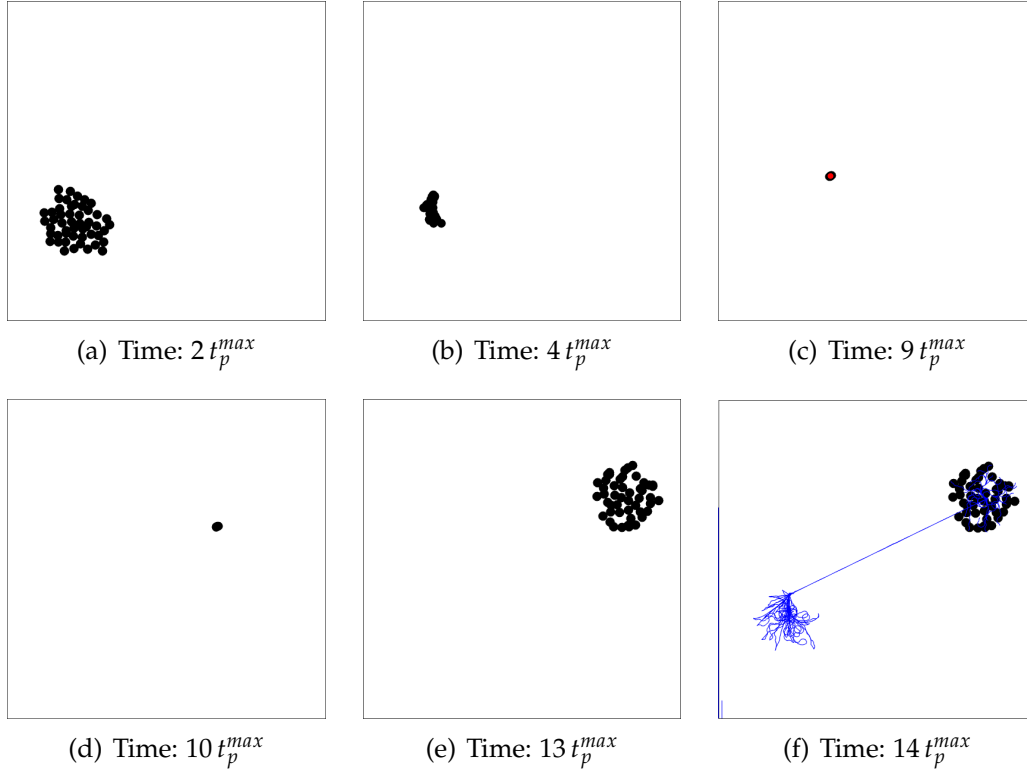 (a) Time: 2 t_p^{max}
(b) Time: 4 t_p^{max}
(c) Time: 9 t_p^{max}
(d) Time: 10 t_p^{max}
(e) Time: 13 t_p^{max}
(f) Time: 14 t_p^{max}